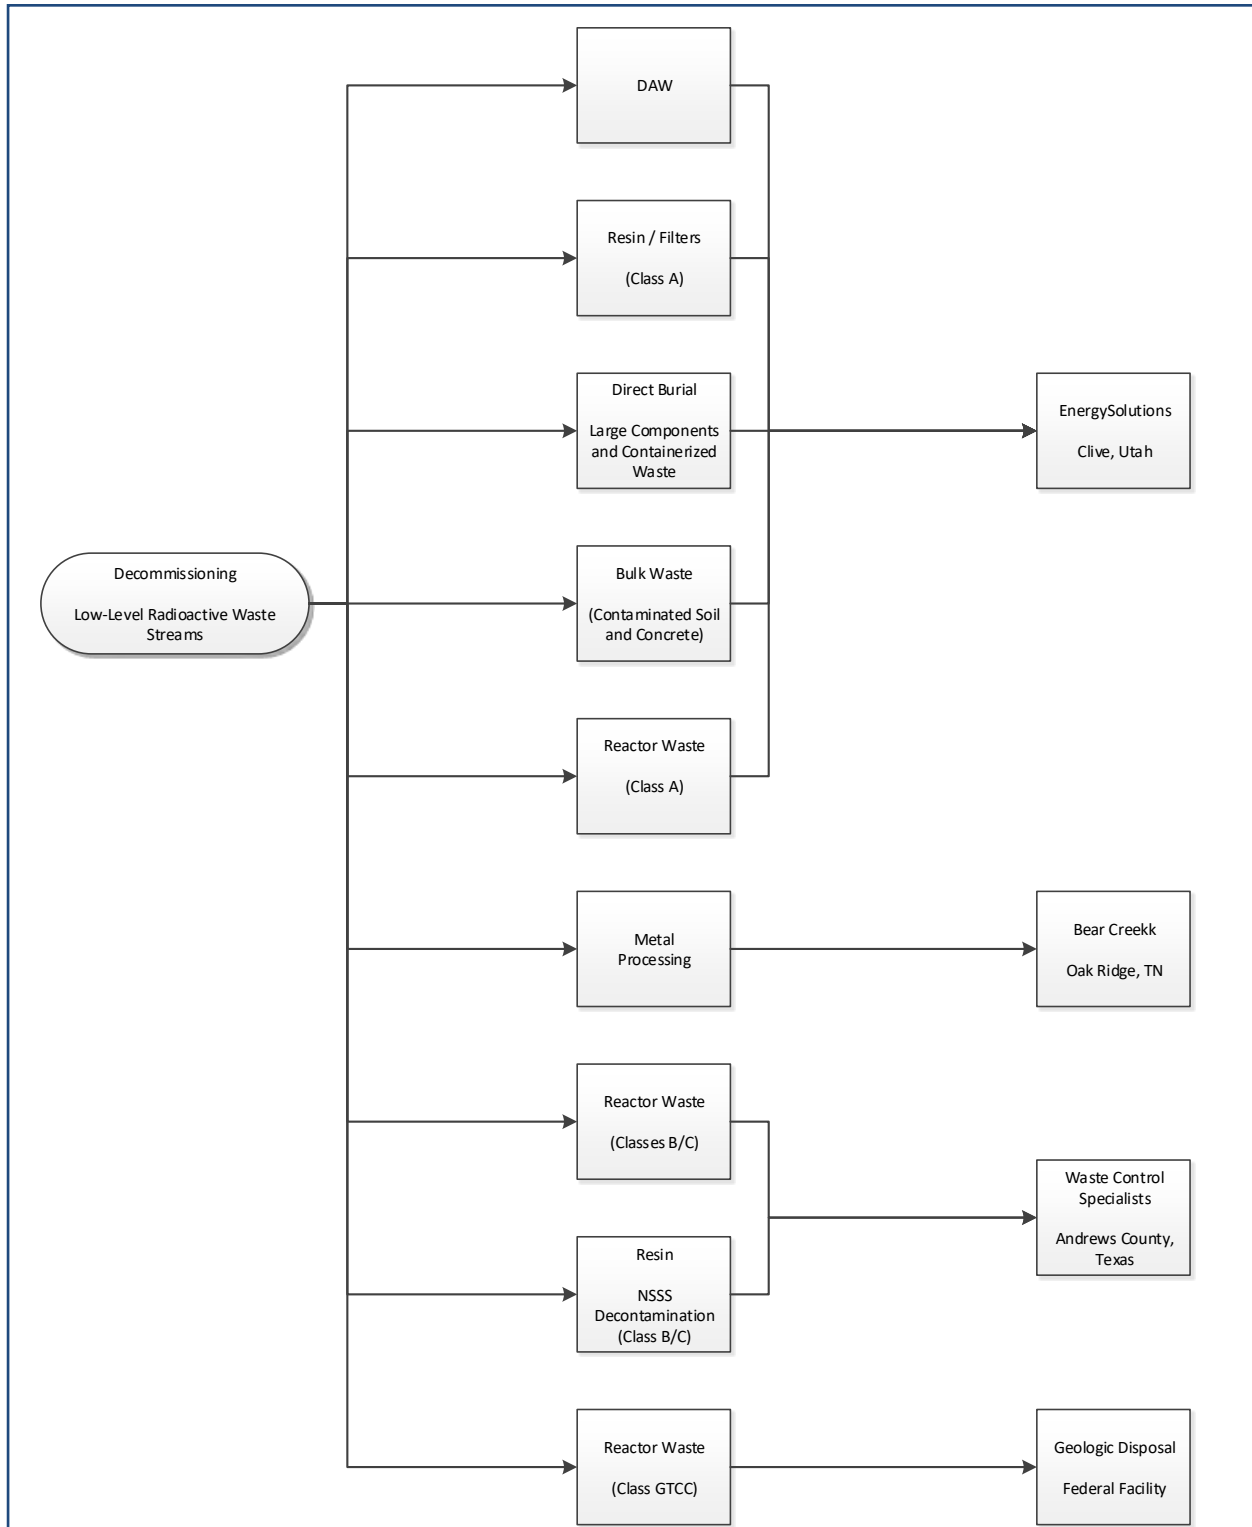 DAW
Resin / Filters
(Class A)
Direct Burial
Large Components
and Containerized
Waste
EnergySolutions
Clive, Utah
Decommissioning
Low-Level Radioactive Waste
Streams
Bulk Waste
(Contaminated Soil
and Concrete)
Reactor Waste
(Class A)
Metal
Processing
Bear Creekk
Oak Ridge, TN
Reactor Waste
(Classes B/C)
Waste Control
Specialists
Andrews County,
Texas
Resin
NSSS
Decontamination
(Class B/C)
Reactor Waste
(Class GTCC)
Geologic Disposal
Federal Facility